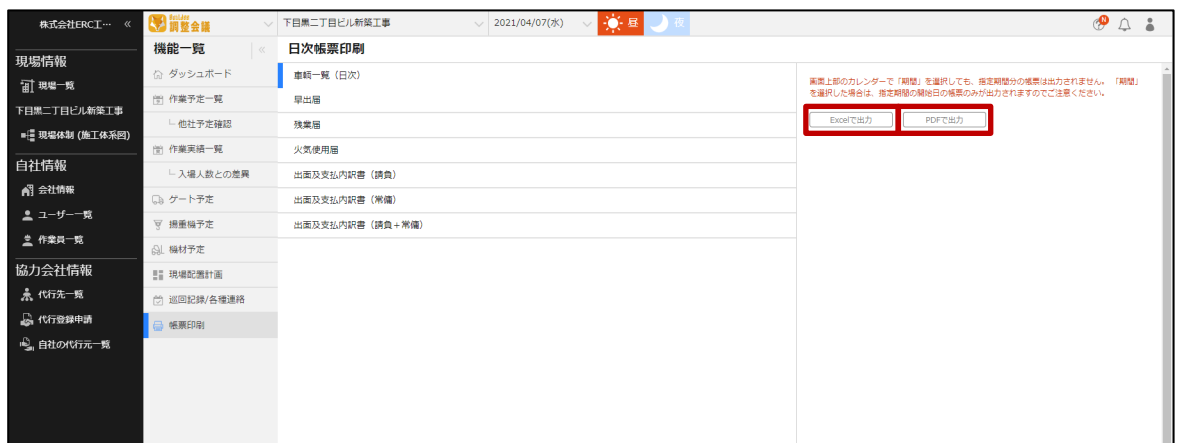 株式会社ERC工… «
Buildee
調整会議
下目黒二丁目ビル新築工事
2021/04/07(水)
昼
夜
現場情報
現場一覧
下目黒二丁目ビル新築工事
現場体制 (施工体系図)
自社情報
会社情報
ユーザー一覧
作業員一覧
協力会社情報
代行先一覧
代行登録申請
自社の代行元一覧
機能一覧 «
ダッシュボード
作業予定一覧
└ 他社予定確認
作業実績一覧
└ 入場人数との差異
ゲート予定
揚重機予定
機材予定
現場配置計画
巡回記録/各種連絡
帳票印刷
日次帳票印刷
車輌一覧（日次）
早出届
残業届
火気使用届
出面及支払内訳書（請負）
出面及支払内訳書（常傭）
出面及支払内訳書（請負+常傭）
画面上部のカレンダーで「期間」を選択しても、指定期間分の帳票は出力されません。「期間」
を選択した場合は、指定期間の開始日の帳票のみが出力されますのでご注意ください。
Excelで出力
PDFで出力